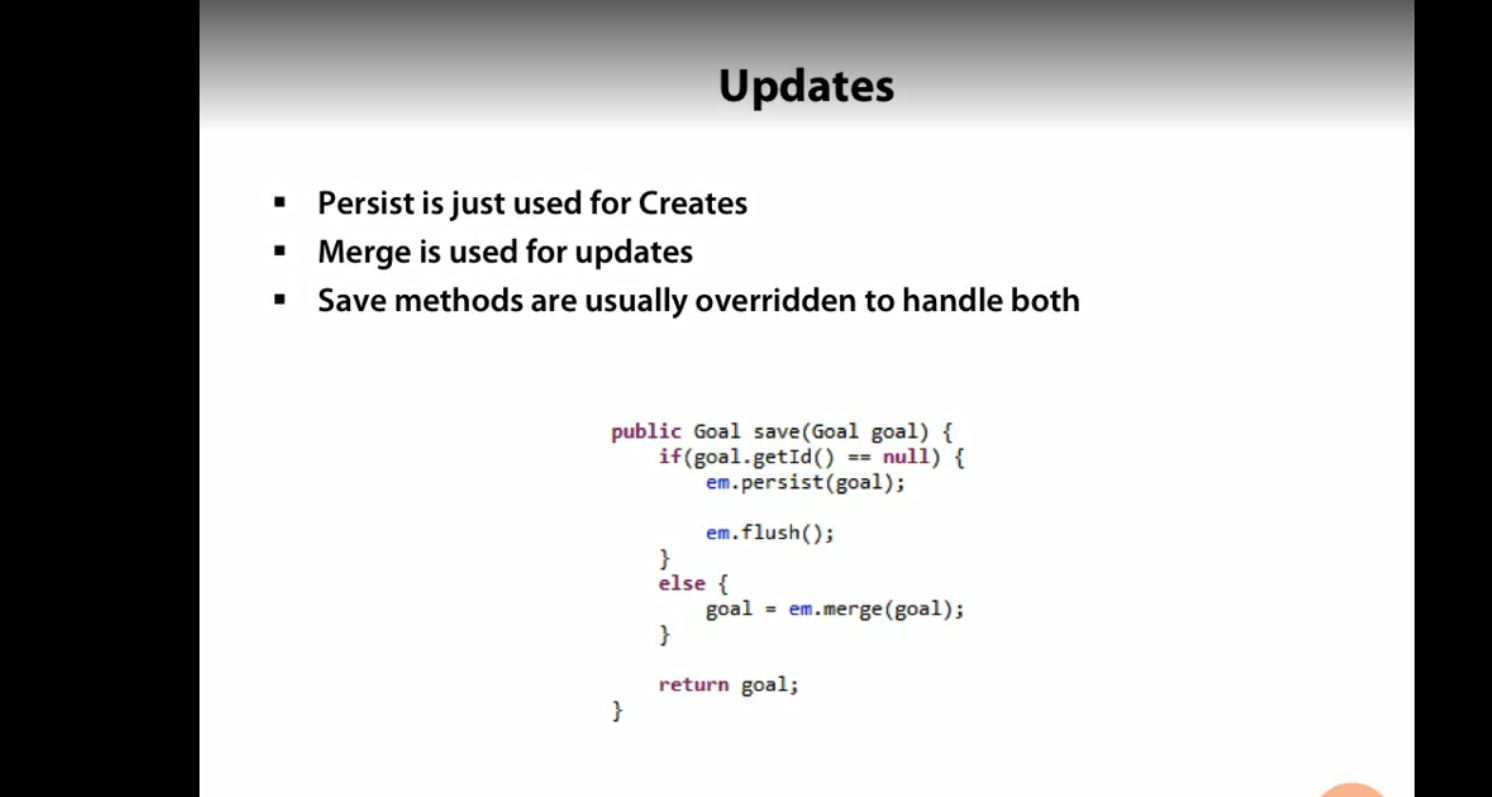 Updates
Persist is just used for Creates
Merge is used for updates
Save methods are usually overridden to handle both
public Goal save(Goal goal) {
if(goal.getId() == null) {
em.persist(goal);
em.flush();
}
else {
goal = em.merge(goal);
}
return goal;
}